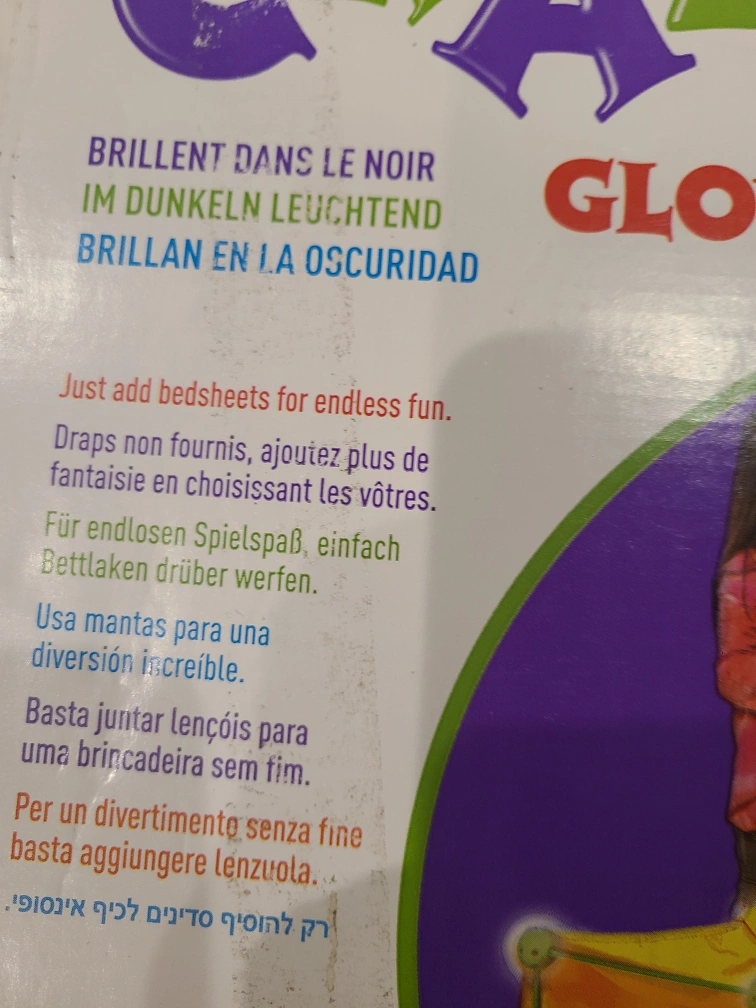 BRILLENT DANS LE NOIR
IM DUNKELN LEUCHTEND
BRILLAN EN LA OSCURIDAD
Just add bedsheets for endless fun.
Draps non fournis, ajoutez plus de
fantaisie en choisissant les vôtres.
Für endlosen Spielspaß, einfach
Bettlaken drüber werfen.
Usa mantas para una
diversión increíble.
Basta juntar lençóis para
uma brincadeira sem fim.
Per un divertimento senza fine
basta aggiungere lenzuola.
רק להוסיף סדינים לכיף אינסופי.